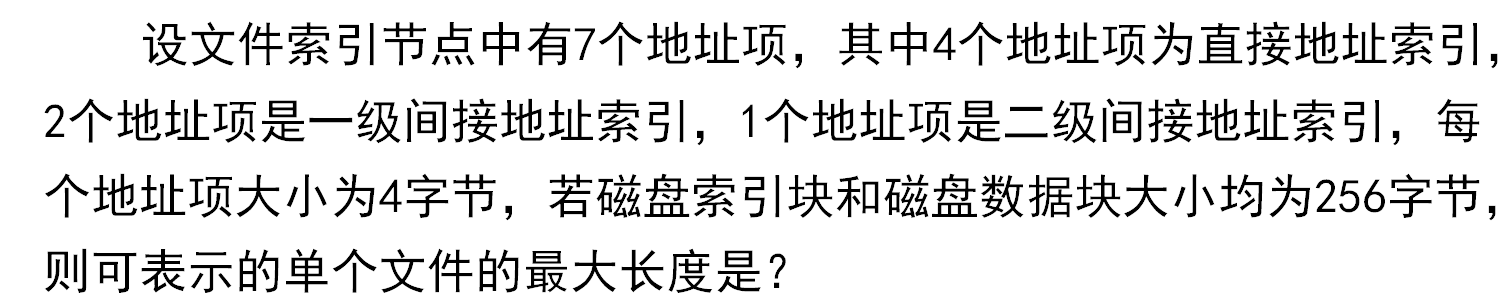 设文件索引节点中有7个地址项，其中4个地址项为直接地址索引，
2个地址项是一级间接地址索引，1个地址项是二级间接地址索引，每
个地址项大小为4字节，若磁盘索引块和磁盘数据块大小均为256字节，
则可表示的单个文件的最大长度是？